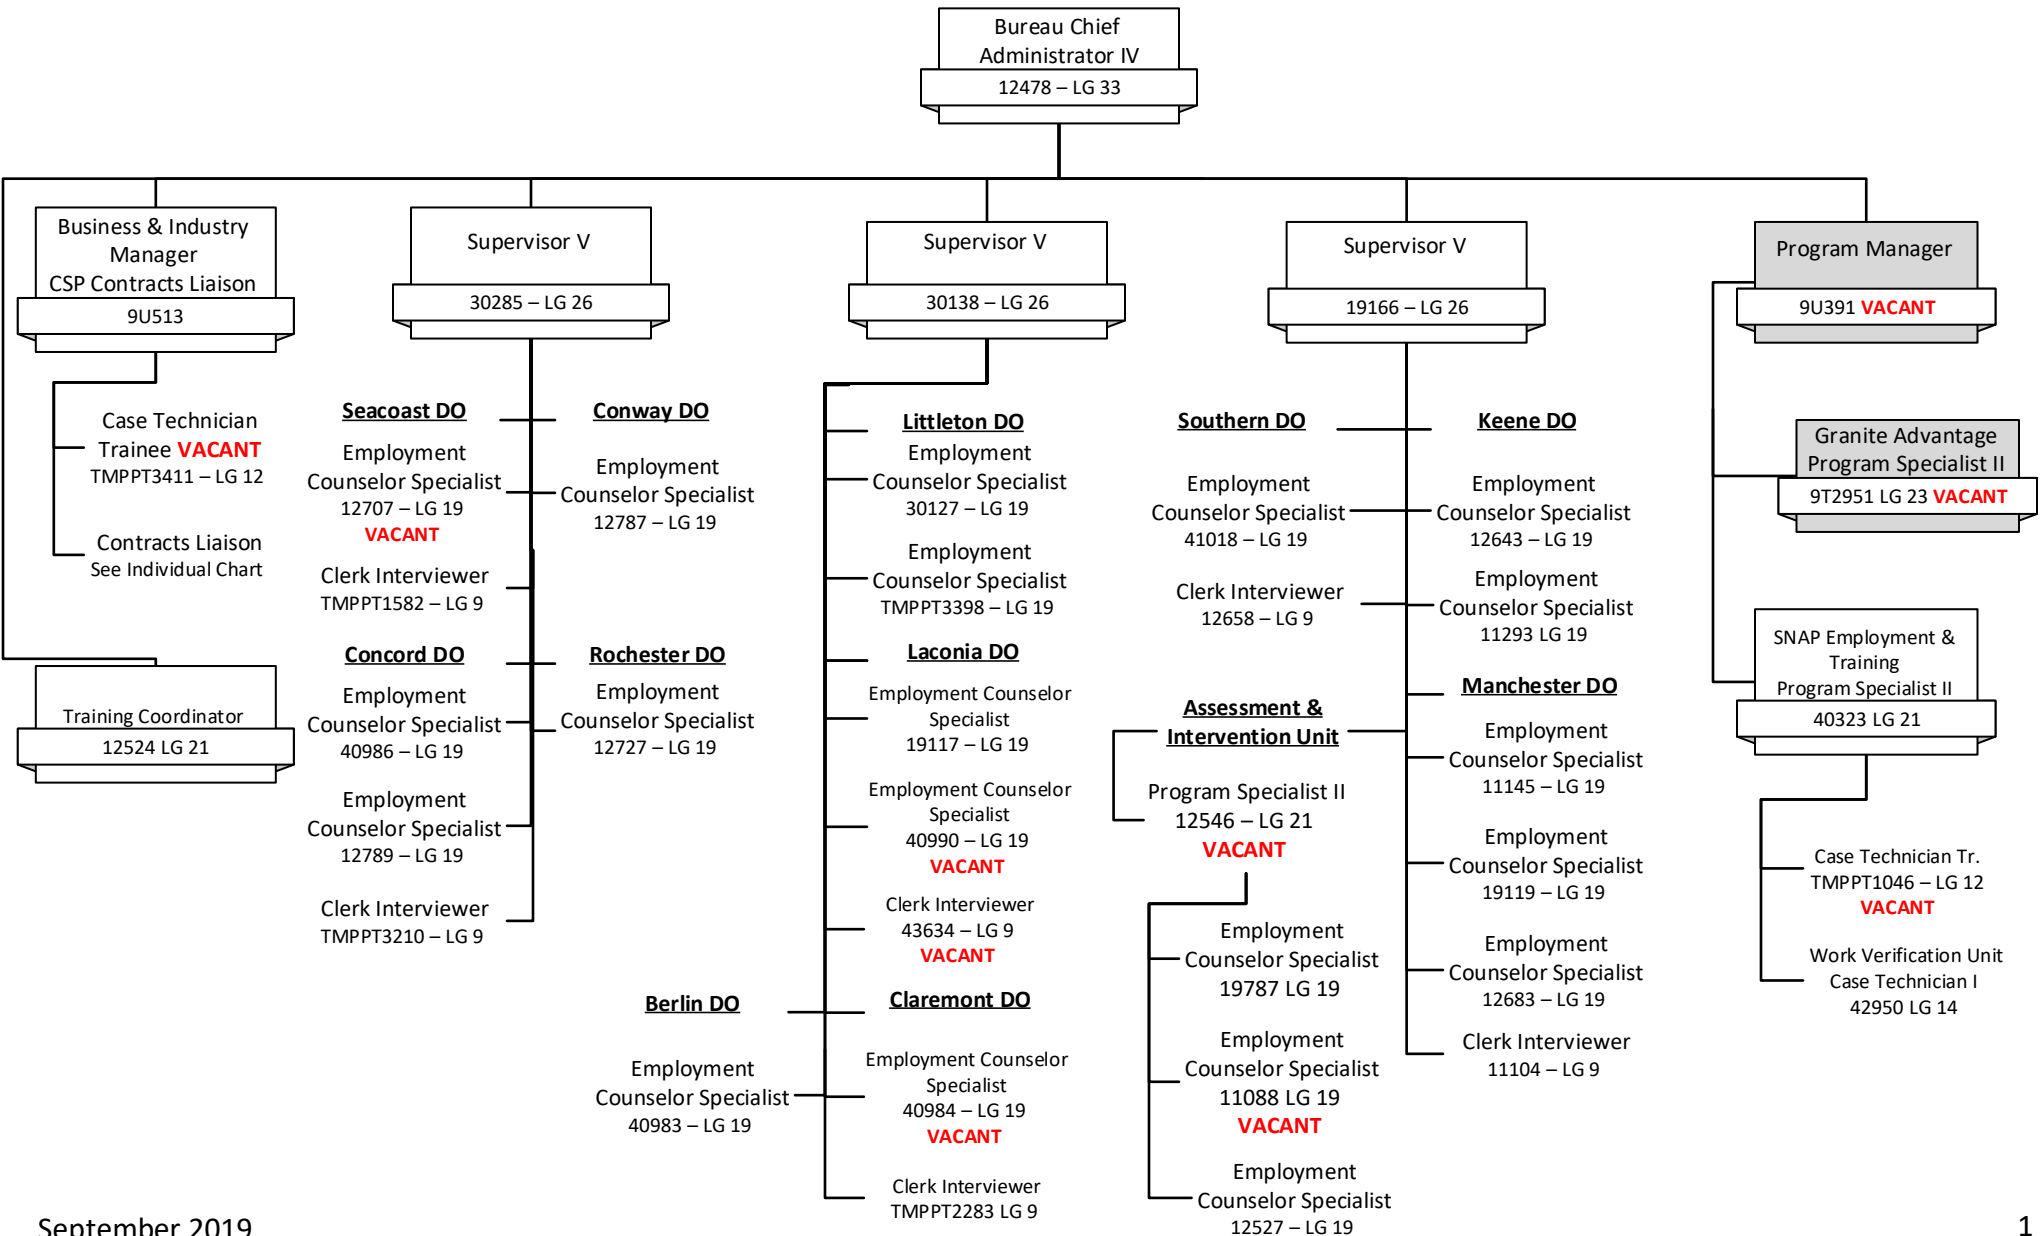 Bureau Chief
Administrator IV
12478 – LG 33
Business & Industry
Manager
CSP Contracts Liaison
9U513
Case Technician
Trainee VACANT
TMPPT3411 – LG 12
Contracts Liaison
See Individual Chart
Training Coordinator
12524 LG 21
Supervisor V
30285 – LG 26
Seacoast DO
Employment
Counselor Specialist
12707 – LG 19
VACANT
Clerk Interviewer
TMPPT1582 – LG 9
Conway DO
Employment
Counselor Specialist
12787 – LG 19
Concord DO
Employment
Counselor Specialist
40986 – LG 19
Employment
Counselor Specialist
12789 – LG 19
Clerk Interviewer
TMPPT3210 – LG 9
Rochester DO
Employment
Counselor Specialist
12727 – LG 19
Supervisor V
30138 – LG 26
Littleton DO
Employment
Counselor Specialist
30127 – LG 19
Employment
Counselor Specialist
TMPPT3398 – LG 19
Laconia DO
Employment Counselor
Specialist
19117 – LG 19
Employment Counselor
Specialist
40990 – LG 19
VACANT
Clerk Interviewer
43634 – LG 9
VACANT
Berlin DO
Employment
Counselor Specialist
40983 – LG 19
Claremont DO
Employment Counselor
Specialist
40984 – LG 19
VACANT
Clerk Interviewer
TMPPT2283 LG 9
Supervisor V
19166 – LG 26
Southern DO
Employment
Counselor Specialist
41018 – LG 19
Clerk Interviewer
12658 – LG 9
Keene DO
Employment
Counselor Specialist
12643 – LG 19
Employment
Counselor Specialist
11293 LG 19
Assessment &
Intervention Unit
Program Specialist II
12546 – LG 21
VACANT
Employment
Counselor Specialist
19787 LG 19
Employment
Counselor Specialist
11088 LG 19
VACANT
Employment
Counselor Specialist
12527 – LG 19
Manchester DO
Employment
Counselor Specialist
11145 – LG 19
Employment
Counselor Specialist
19119 – LG 19
Employment
Counselor Specialist
12683 – LG 19
Clerk Interviewer
11104 – LG 9
Program Manager
9U391 VACANT
Granite Advantage
Program Specialist II
9T2951 LG 23 VACANT
SNAP Employment &
Training
Program Specialist II
40323 LG 21
Case Technician Tr.
TMPPT1046 – LG 12
VACANT
Work Verification Unit
Case Technician I
42950 LG 14
September 2019
1